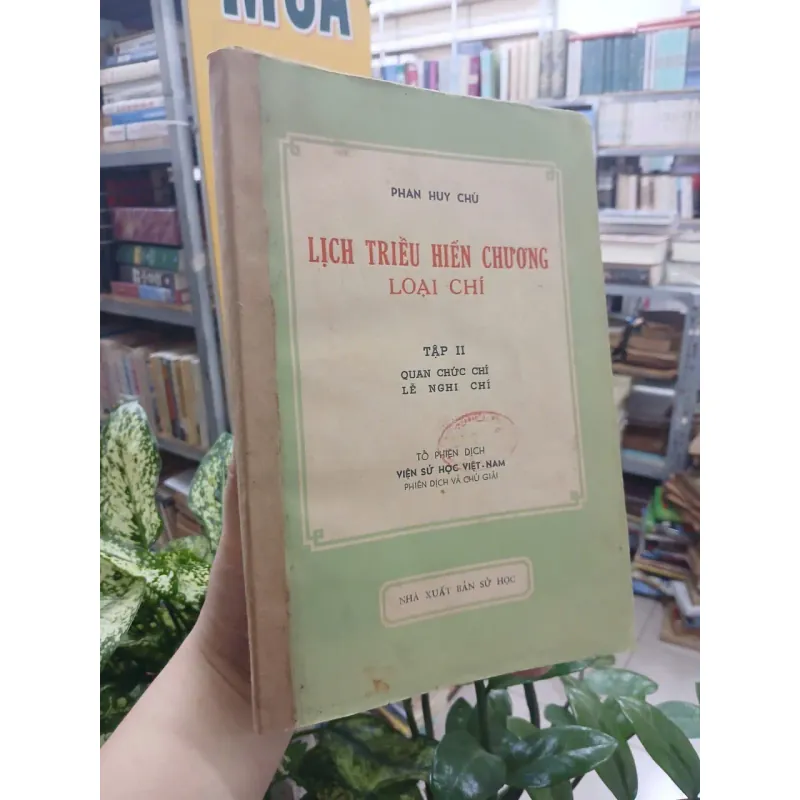 MUA
PHAN HUY CHÚ
LỊCH TRIỀU HIẾN CHƯƠNG
LOẠI CHÍ
TẬP II
QUAN CHỨC CHÍ
LỄ NGHI CHÍ
TỔ PHIÊN DỊCH
VIỆN SỬ HỌC VIỆT-NAM
PHIÊN DỊCH VÀ CHÚ GIẢI
NHÀ XUẤT BẢN SỬ HỌC